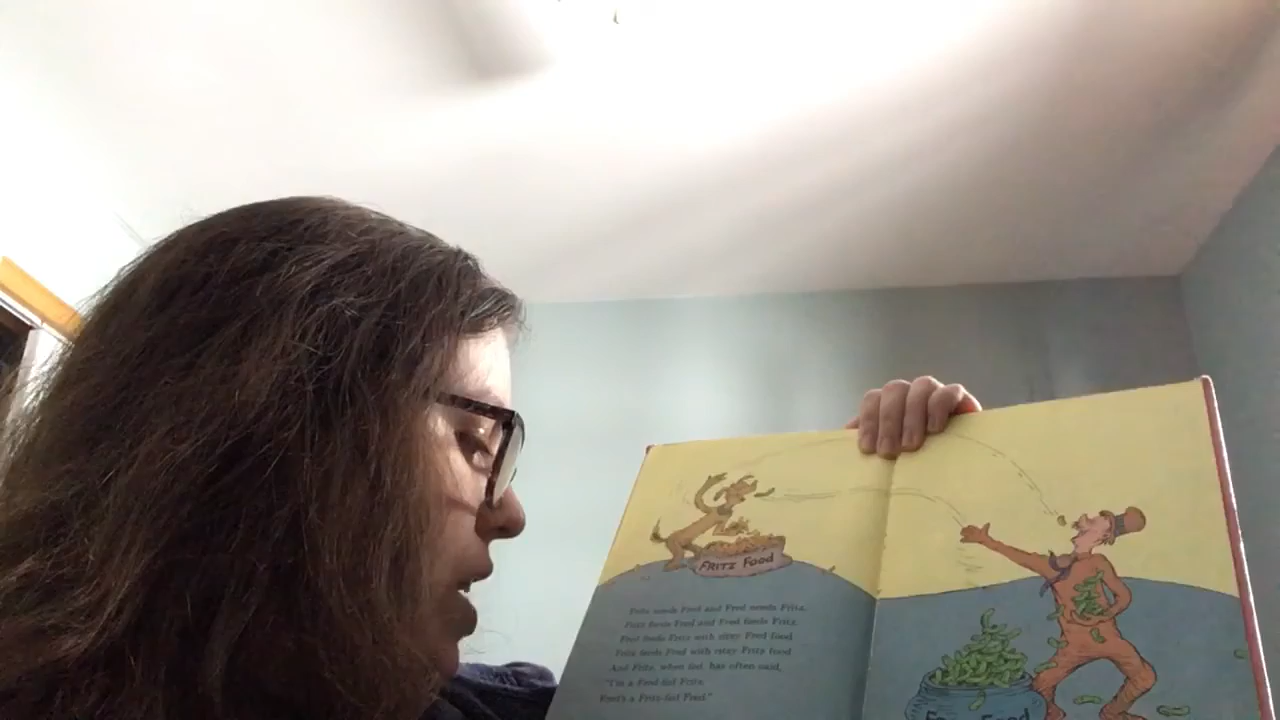 FRITZ Food
Fritz needs Fred and Fred needs Fritz.
Fritz feeds Fred and Fred feeds Fritz.
Fred feeds Fritz with ritzy Fred food.
Fritz feeds Fred with ritzy Fritz food.
And Fritz, when fed, has often said,
"I'm a Fred-fed Fritz.
Fred's a Fritz-fed Fred."
Fred Food